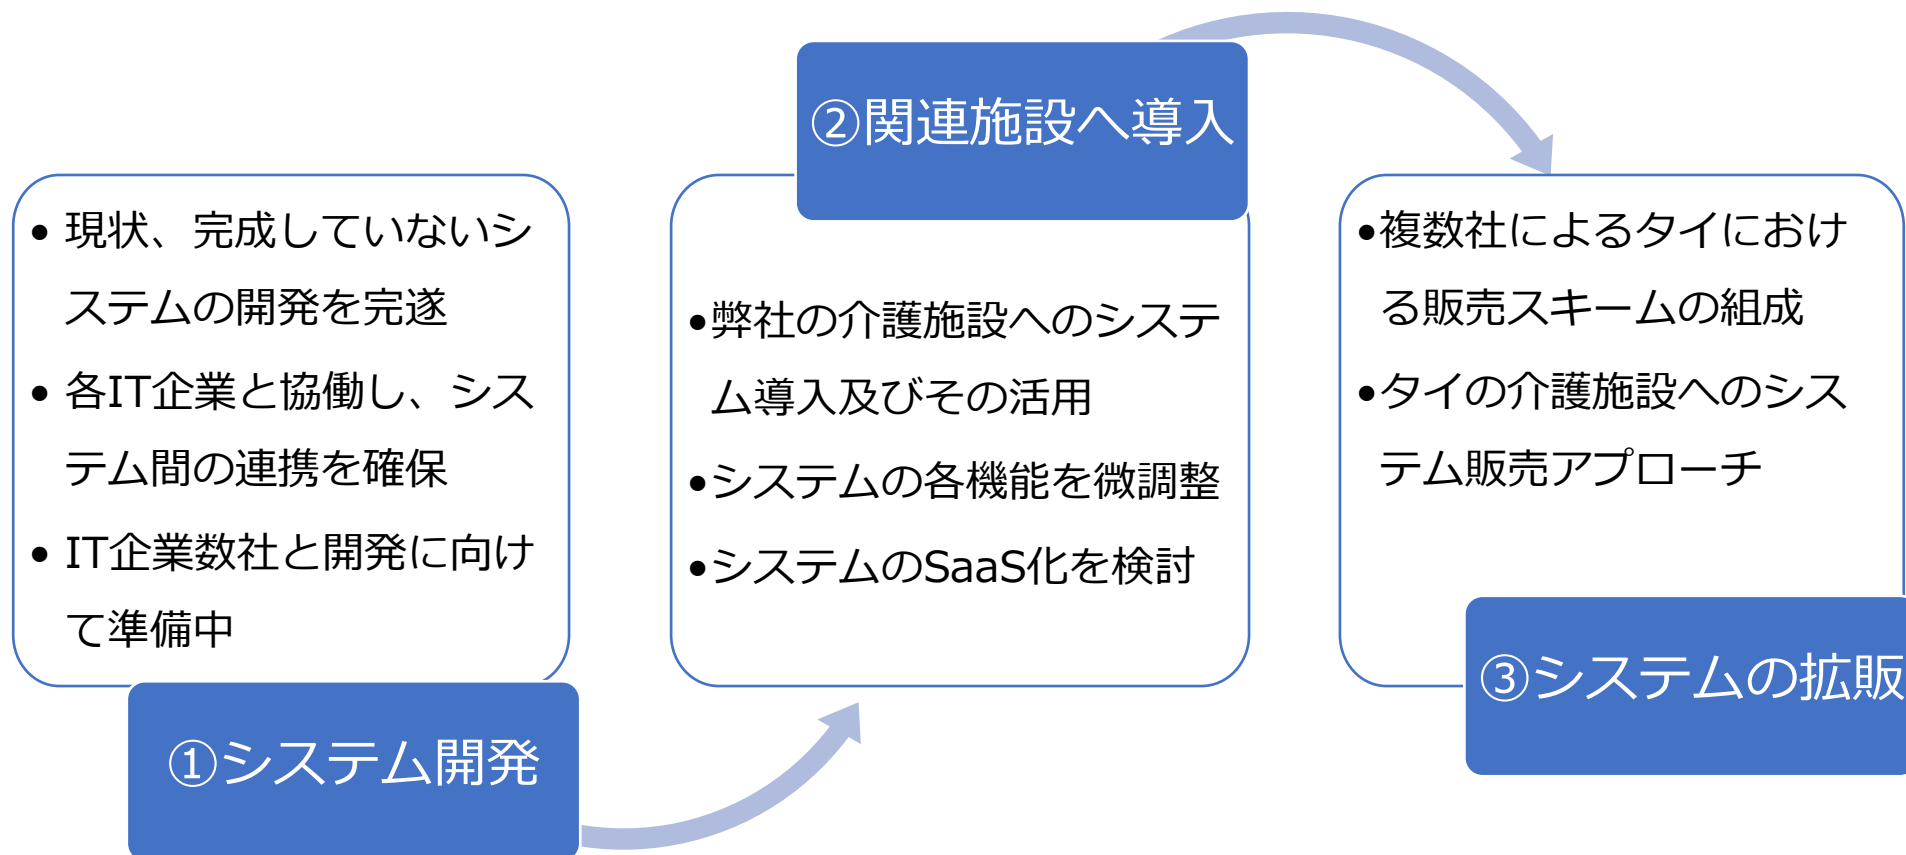 • 現状、完成していないシ
ステムの開発を完遂
• 各IT企業と協働し、シス
テム間の連携を確保
• IT企業数社と開発に向け
て準備中
①システム開発
②関連施設へ導入
•弊社の介護施設へのシステ
ム導入及びその活用
•システムの各機能を微調整
•システムのSaaS化を検討
•複数社によるタイにおけ
る販売スキームの組成
•タイの介護施設へのシス
テム販売アプローチ
③システムの拡販